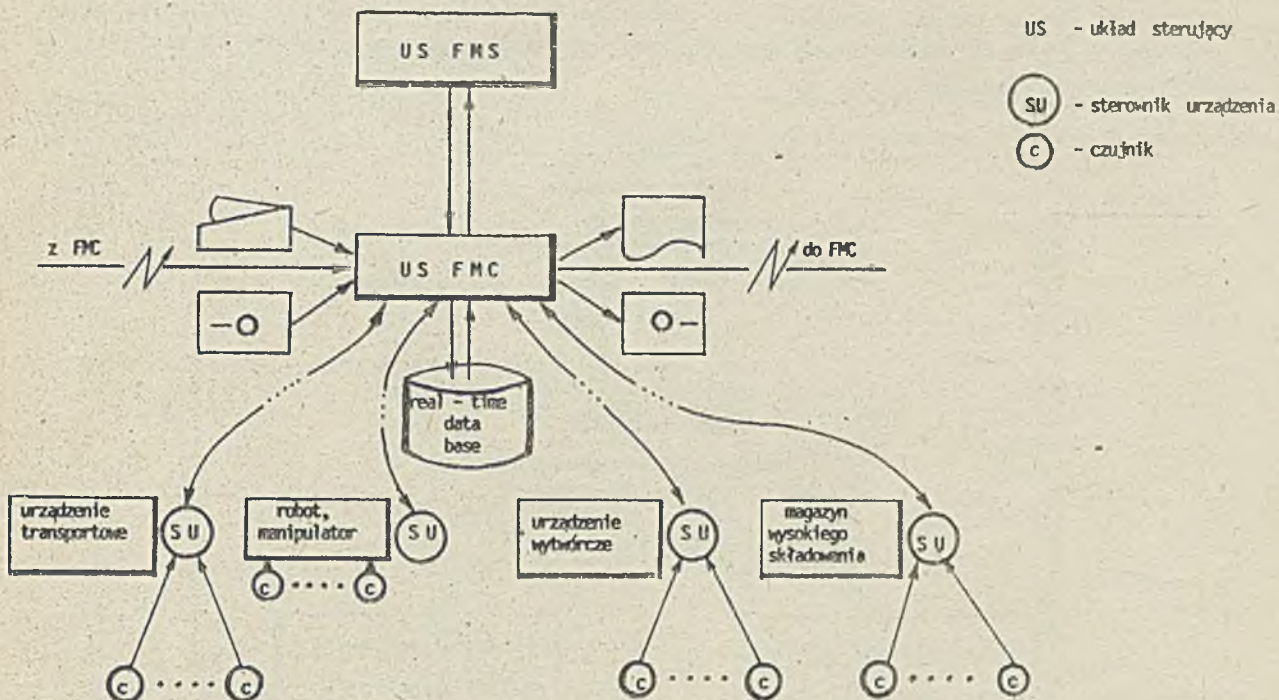 US FMS
US - układ sterujący
SU - sterownik urządzenia
c - czujnik
z FMC
US FMC
do FMC
real - time
data
base
urządzenie
transportowe
SU
robot,
manipulator
SU
urządzenie
wytwórcze
SU
magazyn
wysokiego
składowania
SU
c .... c
c .... c
c .... c
c .... c